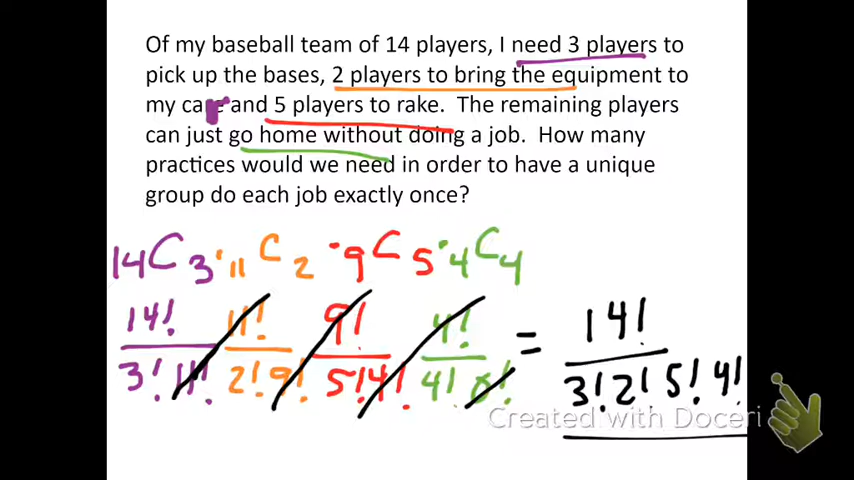 Of my baseball team of 14 players, I need 3 players to
pick up the bases, 2 players to bring the equipment to
my care and 5 players to rake. The remaining players
can just go home without doing a job. How many
practices would we need in order to have a unique
group do each job exactly once?
14C3 · 11C2 · 9C5 · 4C4
14! 11! 9! 4! = 14!
3! 11! 2! 9! 5! 4! 4! 0! 3! 2! 5! 4!
Created with Doceri